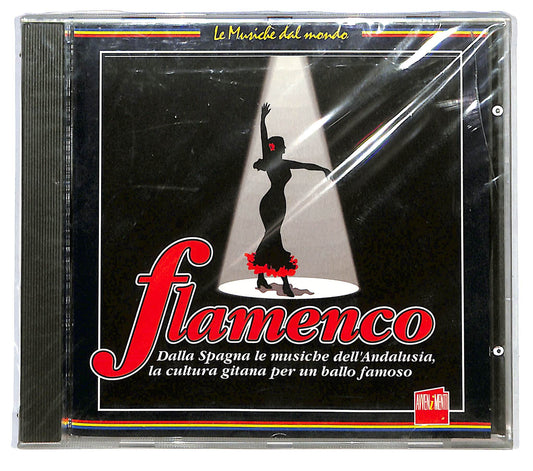 Le Musiche dal mondo
flamenco
Dalla Spagna le musiche dell'Andalusia,
la cultura gitana per un ballo famoso
AVVENIMENTI